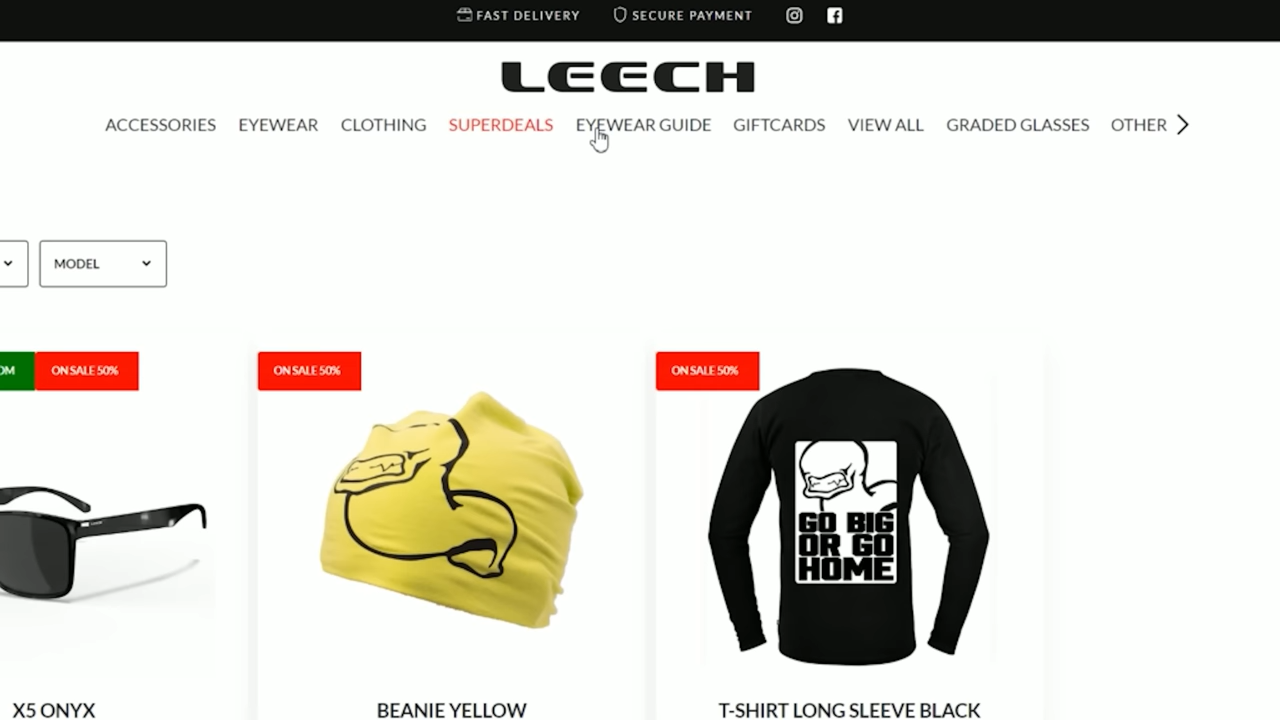 FAST DELIVERY SECURE PAYMENT
LEECH
ACCESSORIES EYEWEAR CLOTHING SUPERDEALS EYEWEAR GUIDE GIFTCARDS VIEW ALL GRADED GLASSES OTHER
MODEL
OM ON SALE 50% ON SALE 50% ON SALE 50%
GO BIG
OR GO
HOME
X5 ONYX BEANIE YELLOW T-SHIRT LONG SLEEVE BLACK